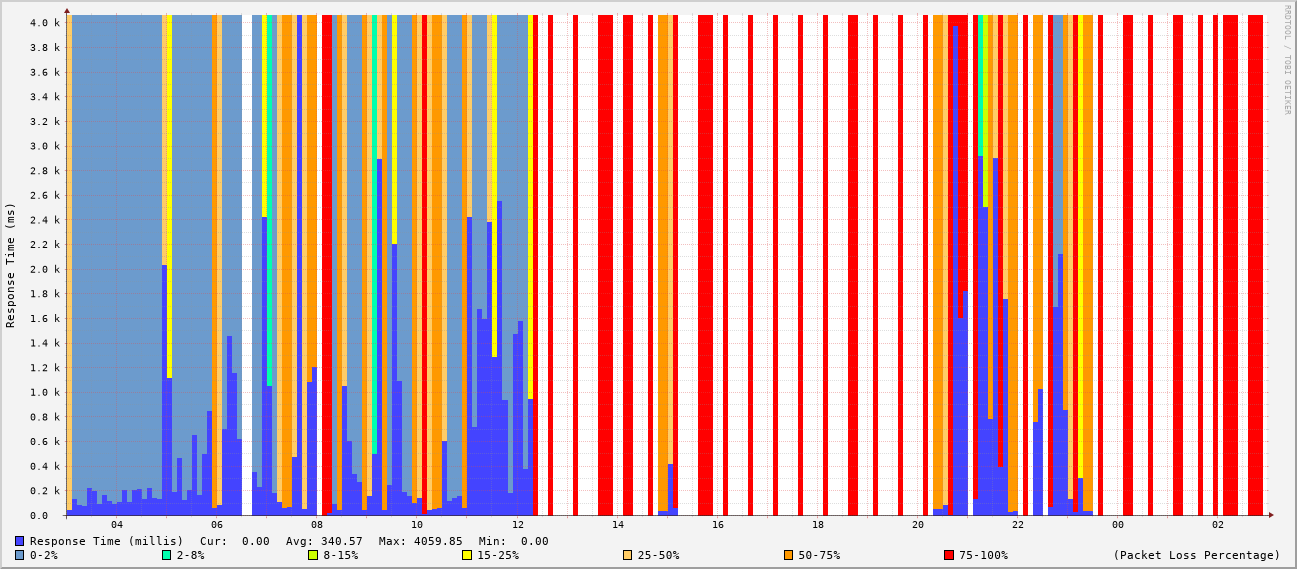 RRDTOOL / TOBI OETIKER
Response Time (ms)
4.0 k
3.8 k
3.6 k
3.4 k
3.2 k
3.0 k
2.8 k
2.6 k
2.4 k
2.2 k
2.0 k
1.8 k
1.6 k
1.4 k
1.2 k
1.0 k
0.8 k
0.6 k
0.4 k
0.2 k
0.0
04 06 08 10 12 14 16 18 20 22 00 02
Response Time (millis) Cur: 0.00 Avg: 340.57 Max: 4059.85 Min: 0.00
0-2% 2-8% 8-15% 15-25% 25-50% 50-75% 75-100% (Packet Loss Percentage)